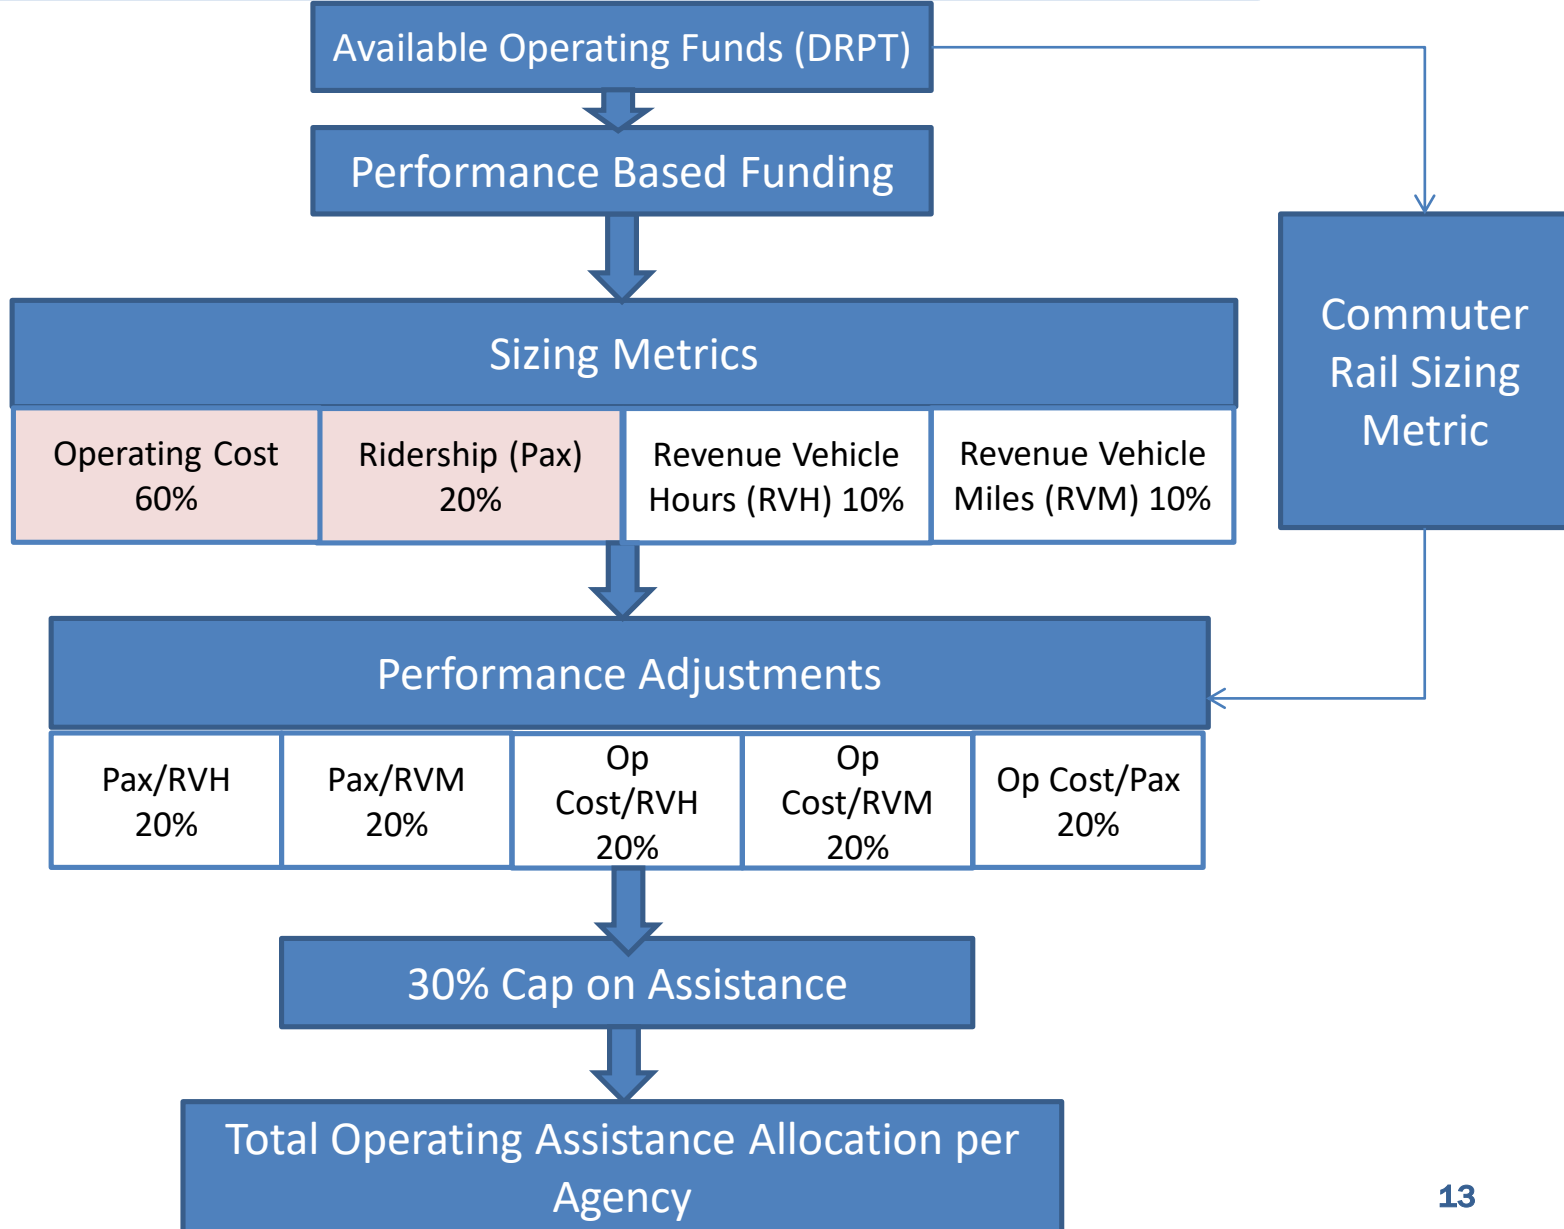 Available Operating Funds (DRPT)
Performance Based Funding
Sizing Metrics
Operating Cost
60%
Ridership (Pax)
20%
Revenue Vehicle
Hours (RVH) 10%
Revenue Vehicle
Miles (RVM) 10%
Commuter
Rail Sizing
Metric
Performance Adjustments
Pax/RVH
20%
Pax/RVM
20%
Op
Cost/RVH
20%
Op
Cost/RVM
20%
Op Cost/Pax
20%
30% Cap on Assistance
Total Operating Assistance Allocation per
Agency
13